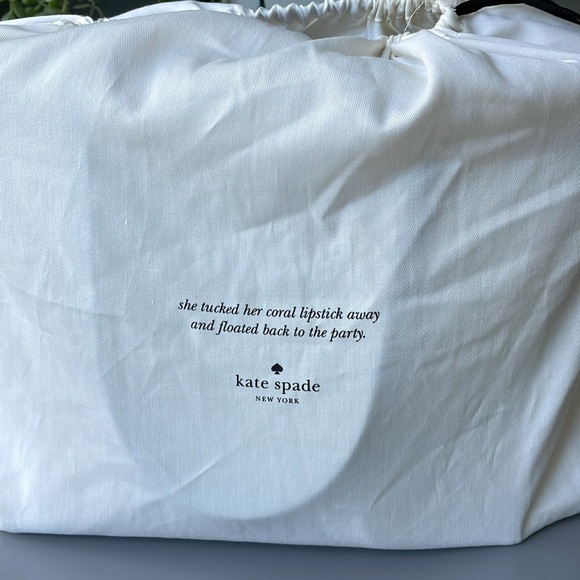 she tucked her coral lipstick away
and floated back to the party.
kate spade
NEW YORK